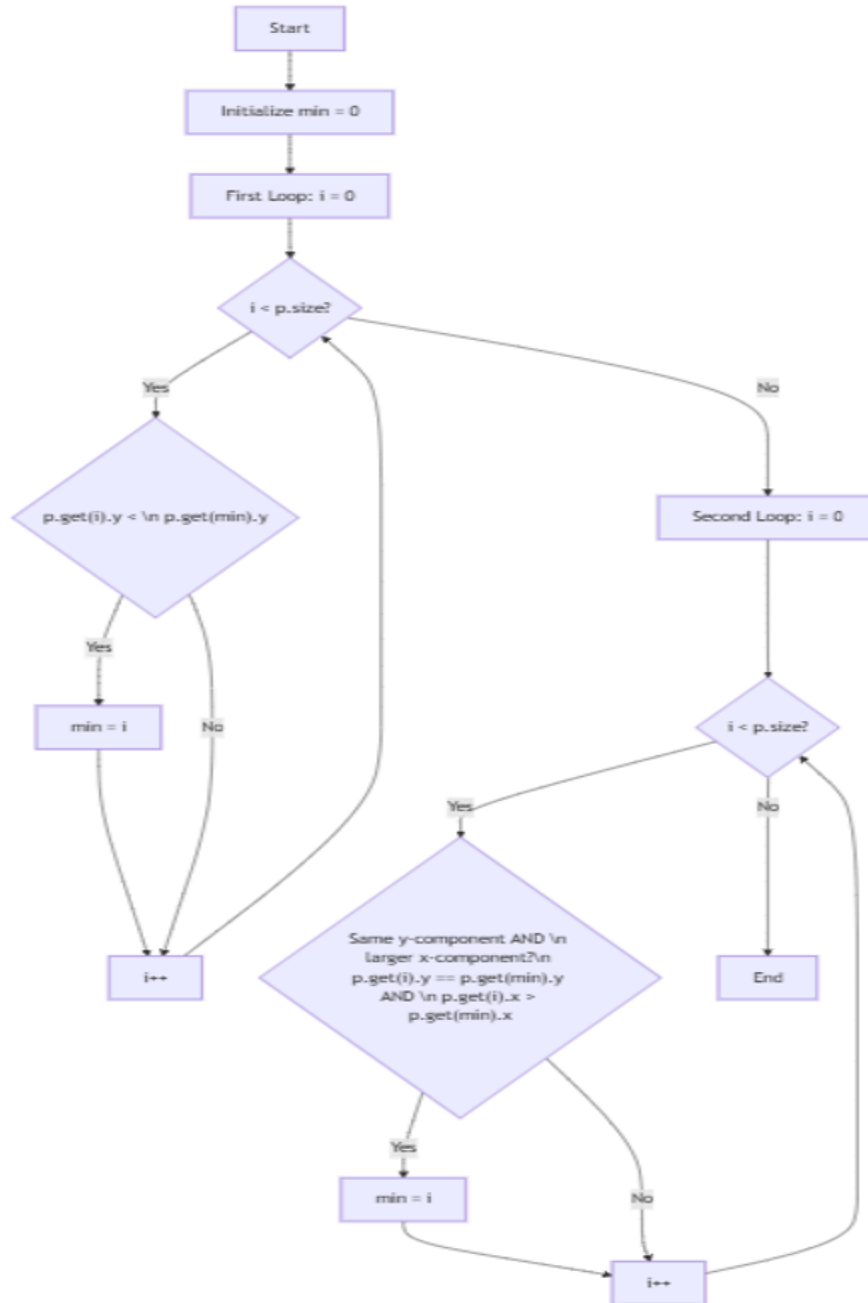 Start
Initialize min = 0
First Loop: i = 0
i < p.size?
Yes
No
p.get(i).y < \n p.get(min).y
Second Loop: i = 0
Yes
No
min = i
i < p.size?
Yes
No
Same y-component AND \n
larger x-component?\n
p.get(i).y == p.get(min).y
AND \n p.get(i).x >
p.get(min).x
i++
End
Yes
No
min = i
i++